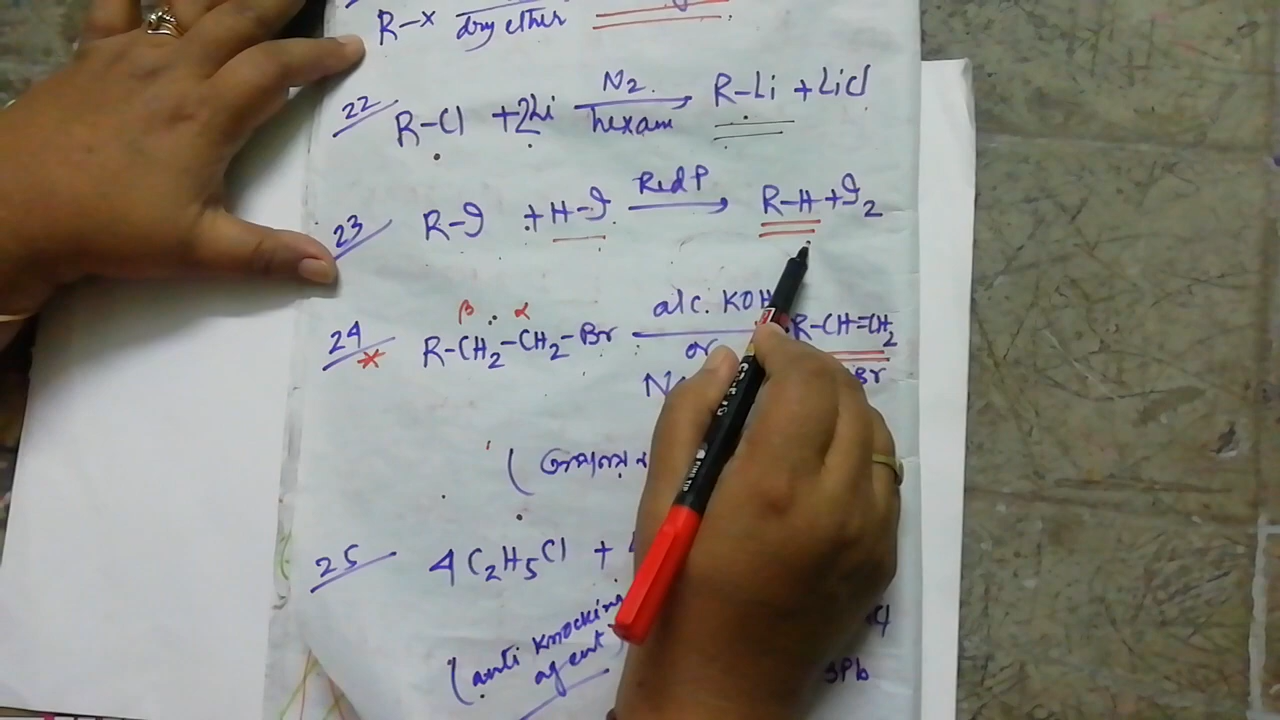 R-X dry ether
22 R-Cl + 2Li N2 hexane R-Li + LiCl
23 R-I + H-I Red P R-H + I2
β α
24 R-CH2-CH2-Br alc. KOH or R-CH=CH2
25 4C2H5Cl +
(anti knocking agent)